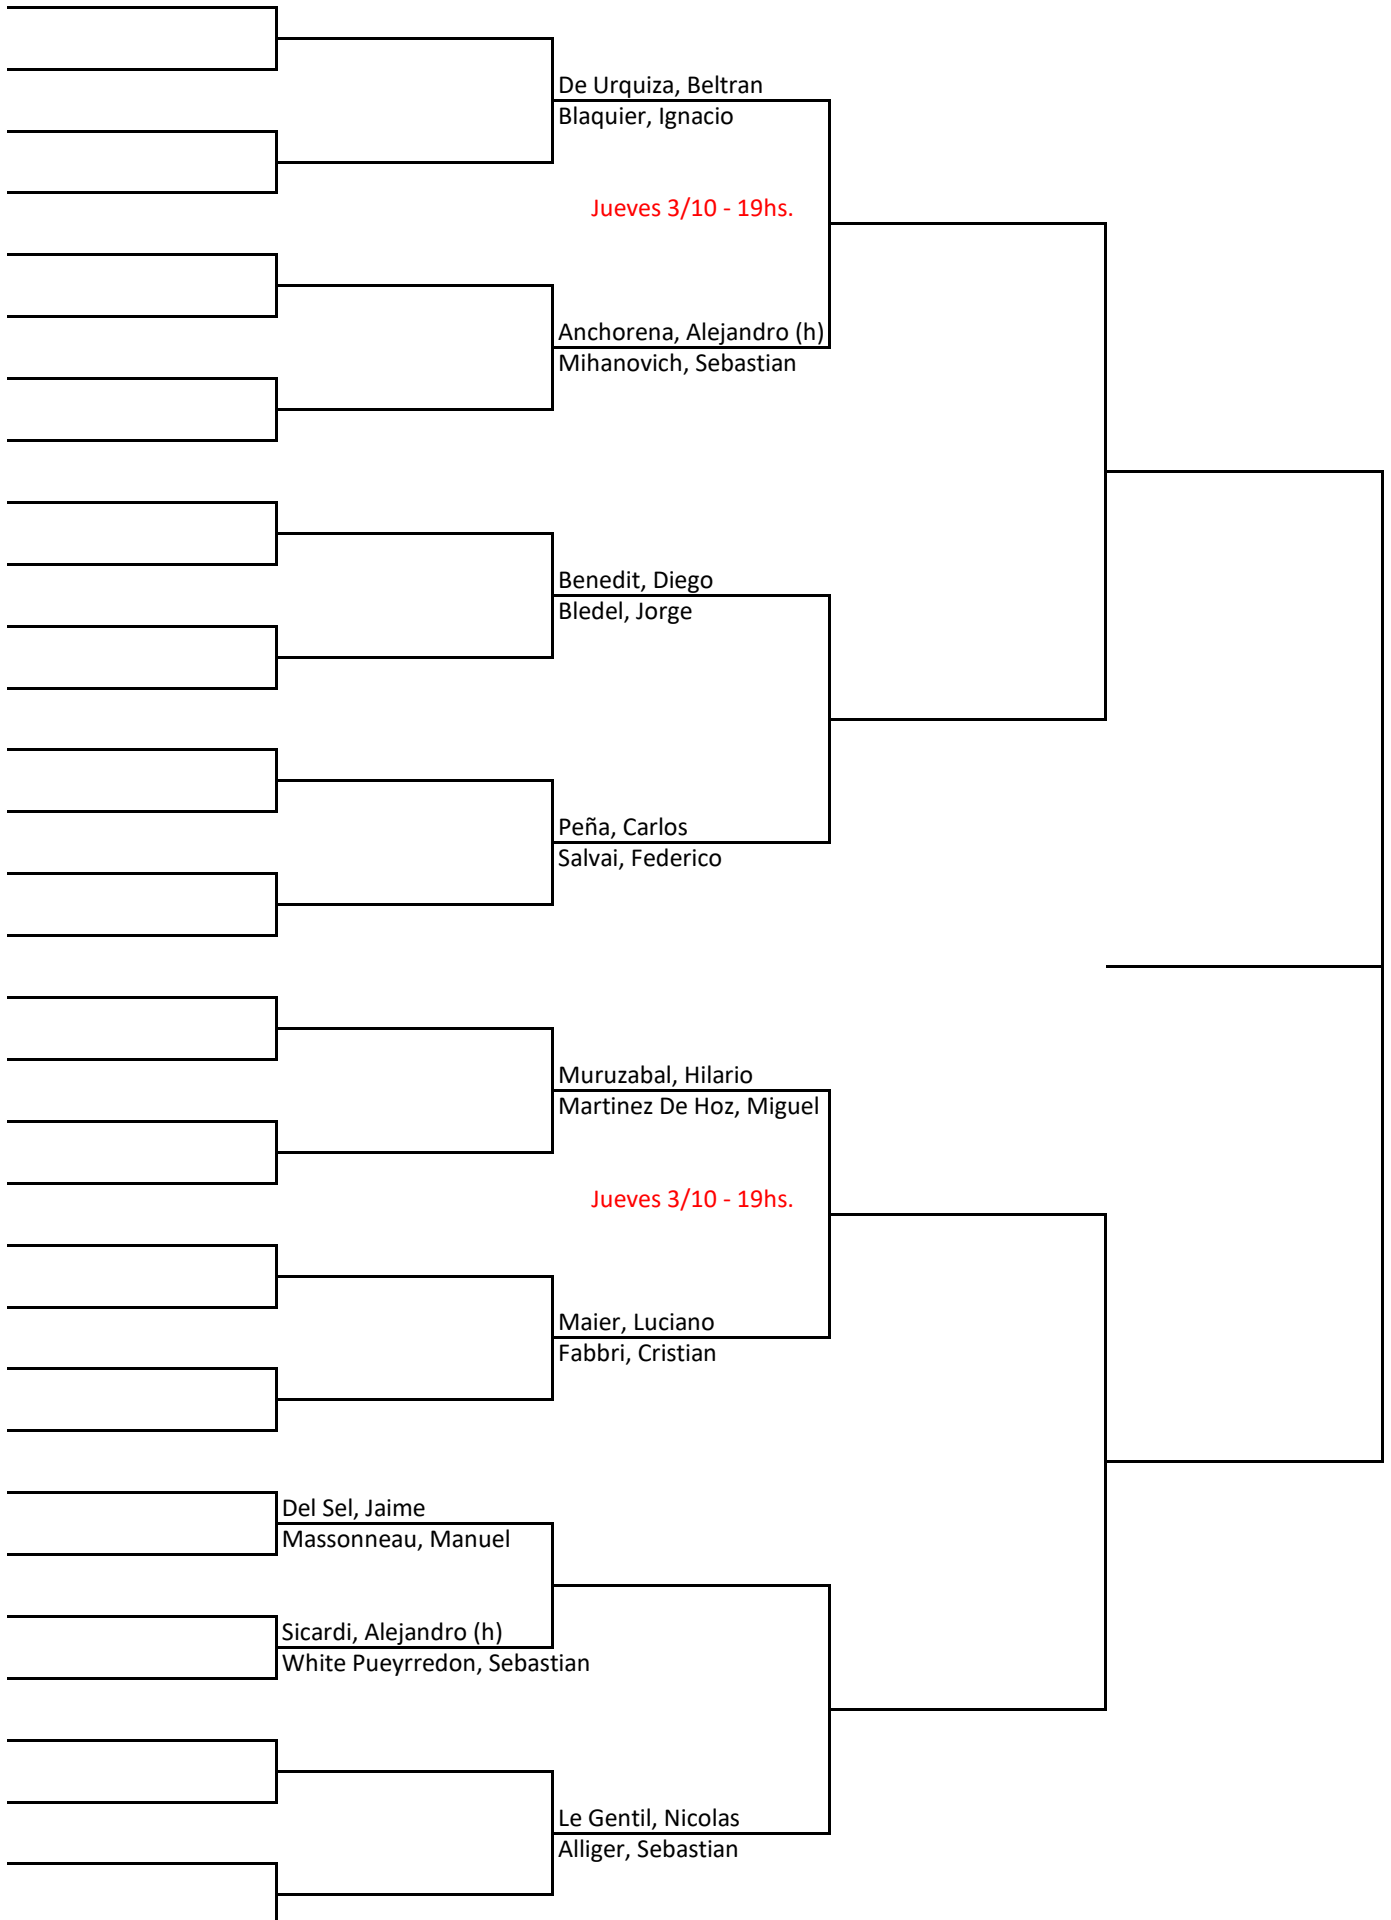 De Urquiza, Beltran
Blaquier, Ignacio
Jueves 3/10 - 19hs.
Anchorena, Alejandro (h)
Mihanovich, Sebastian
Benedit, Diego
Bledel, Jorge
Peña, Carlos
Salvai, Federico
Muruzabal, Hilario
Martinez De Hoz, Miguel
Jueves 3/10 - 19hs.
Maier, Luciano
Fabbri, Cristian
Del Sel, Jaime
Massonneau, Manuel
Sicardi, Alejandro (h)
White Pueyrredon, Sebastian
Le Gentil, Nicolas
Alliger, Sebastian